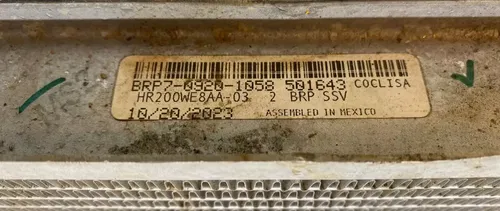 BRP7-0920-1058 501643 COCLISA
HR200WE8AA-03 2 BRP SSV
10/20/2023 ASSEMBLED IN MEXICO